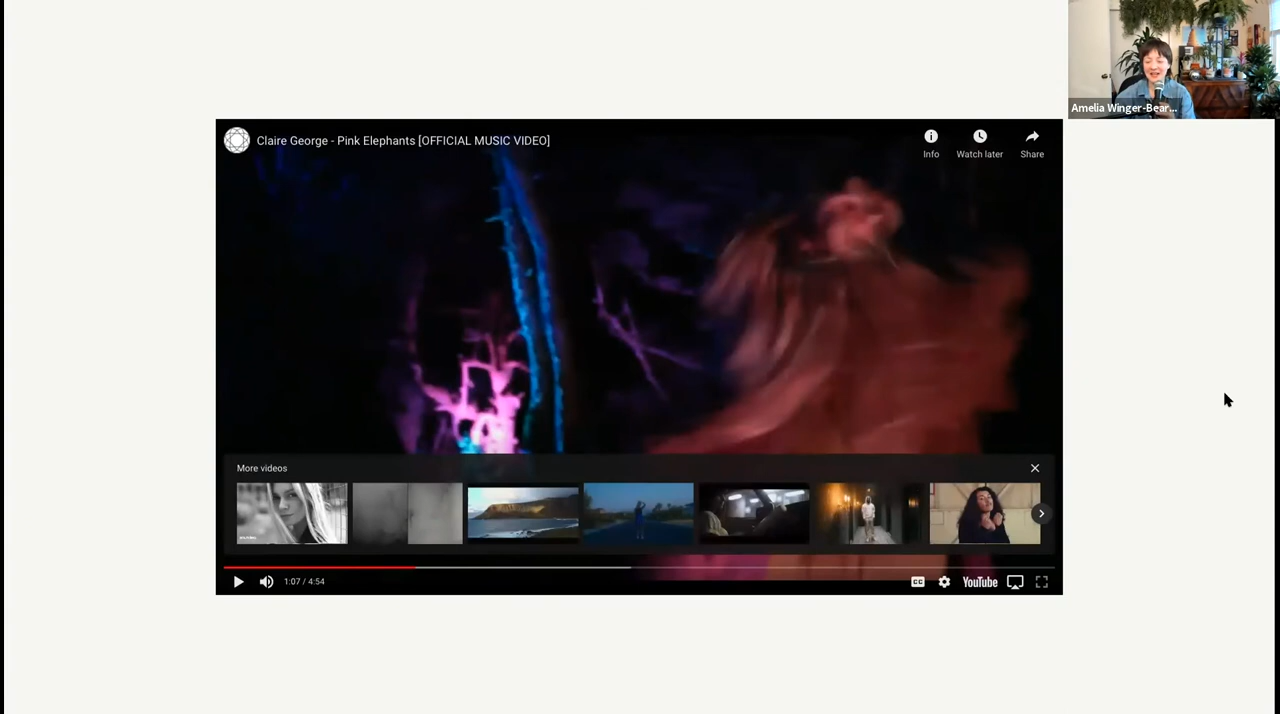 Amelia Winger-Bear...
Claire George - Pink Elephants [OFFICIAL MUSIC VIDEO]
Info
Watch later
Share
More videos
1:07 / 4:54
CC
YouTube